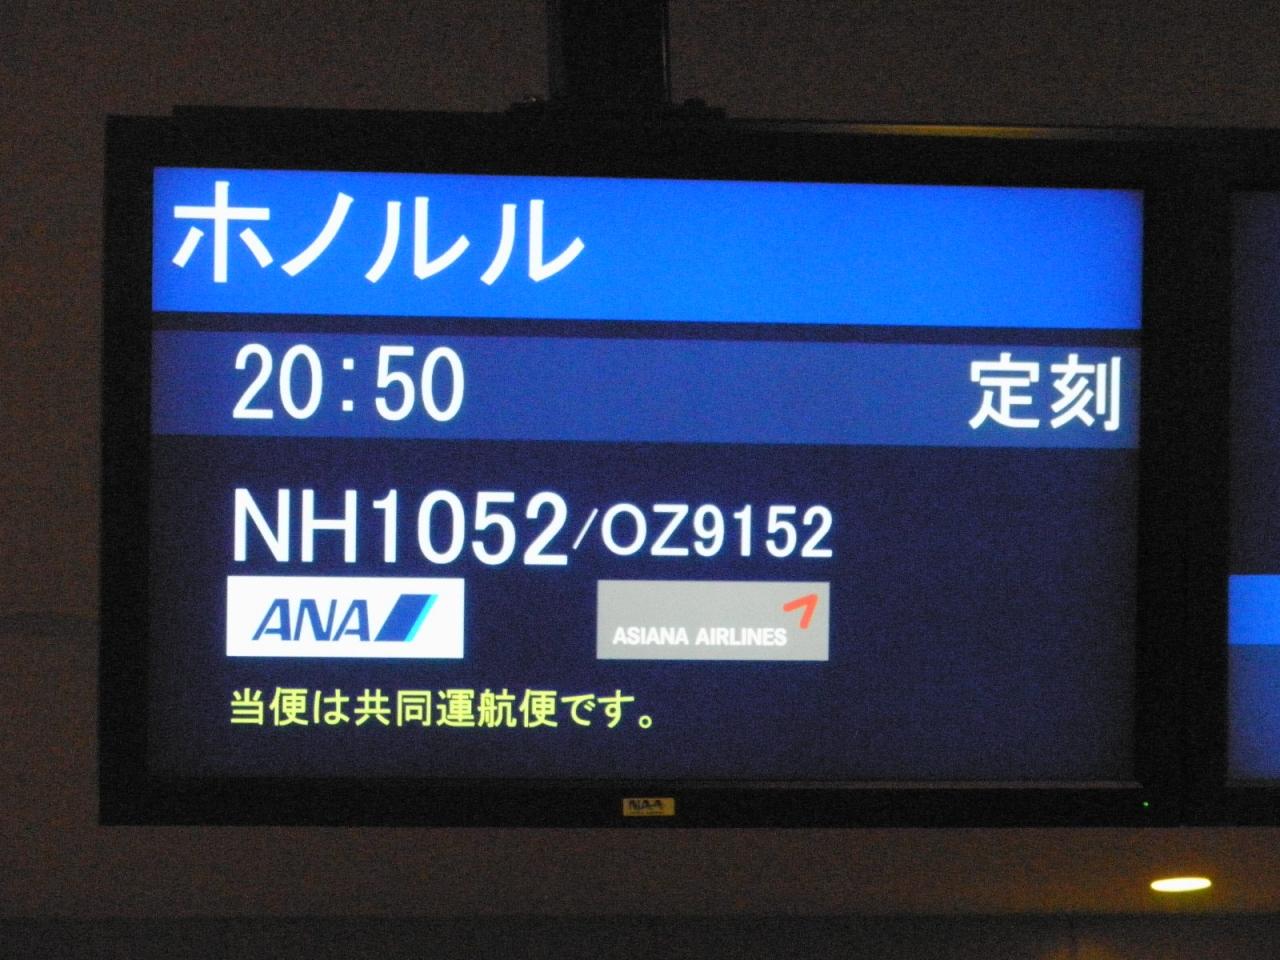 ホノルル
20:50 定刻
NH1052/OZ9152
ANA ASIANA AIRLINES
当便は共同運航便です。
NAA